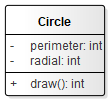 Circle
- perimeter: int
- radial: int
+ draw(): int